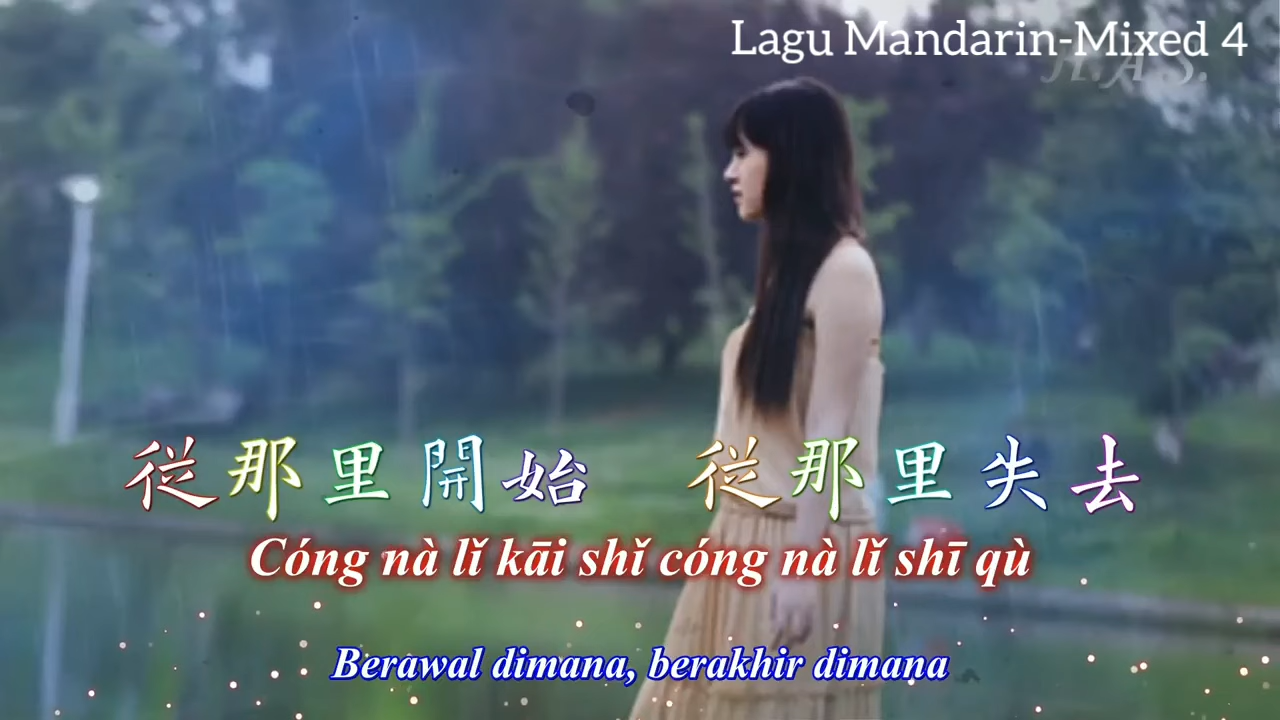 Lagu Mandarin-Mixed 4
H.A.S.
從那里開始 從那里失去
Cóng nà lǐ kāi shǐ cóng nà lǐ shī qù
Berawal dimana, berakhir dimana